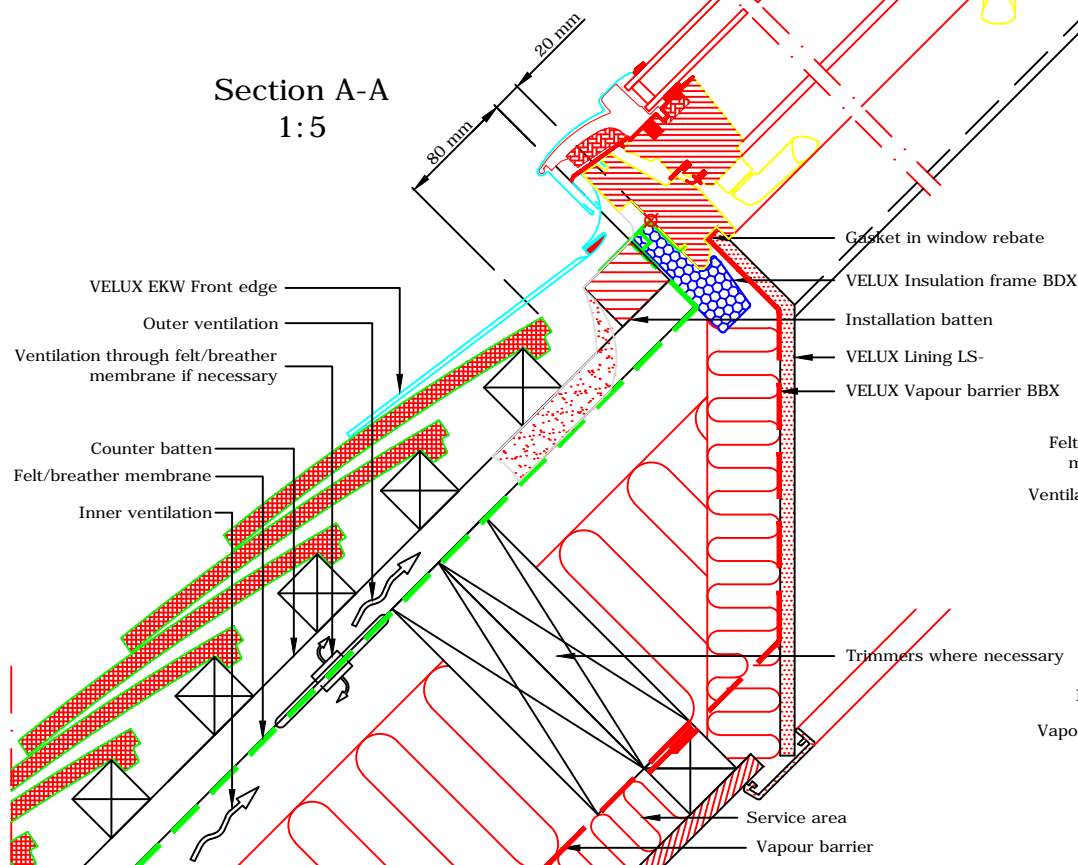 Section A-A
1:5
20 mm
80 mm
VELUX EKW Front edge
Outer ventilation
Ventilation through felt/breather
membrane if necessary
Counter batten
Felt/breather membrane
Inner ventilation
Gasket in window rebate
VELUX Insulation frame BDX
Installation batten
VELUX Lining LS-
VELUX Vapour barrier BBX
Felt
m
Ventila
Trimmers where necessary
Vapo
Service area
Vapour barrier